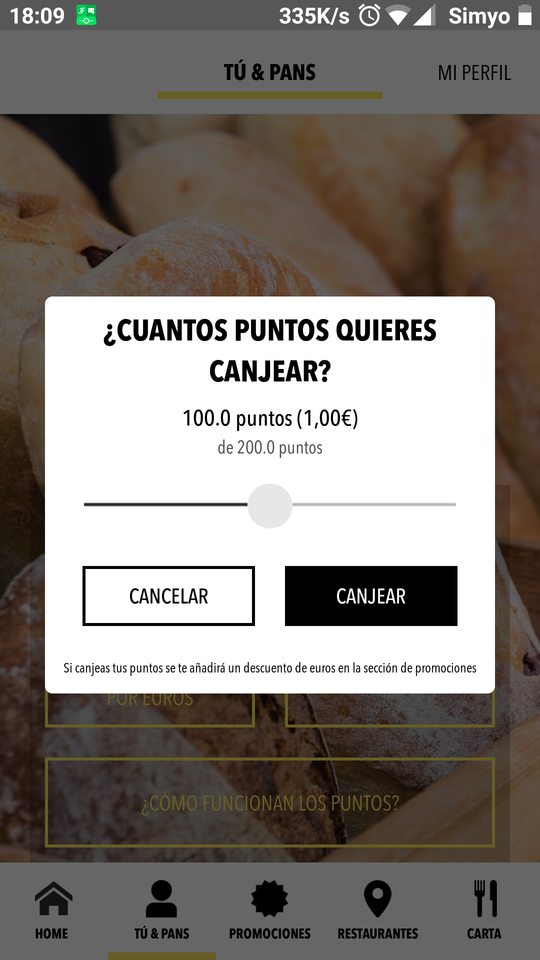 18:09 335K/s Simyo
TÚ & PANS MI PERFIL
¿CUANTOS PUNTOS QUIERES
CANJEAR?
100.0 puntos (1,00€)
de 200.0 puntos
CANCELAR CANJEAR
Si canjeas tus puntos se te añadirá un descuento de euros en la sección de promociones
POR EUROS
¿CÓMO FUNCIONAN LOS PUNTOS?
HOME TÚ & PANS PROMOCIONES RESTAURANTES CARTA